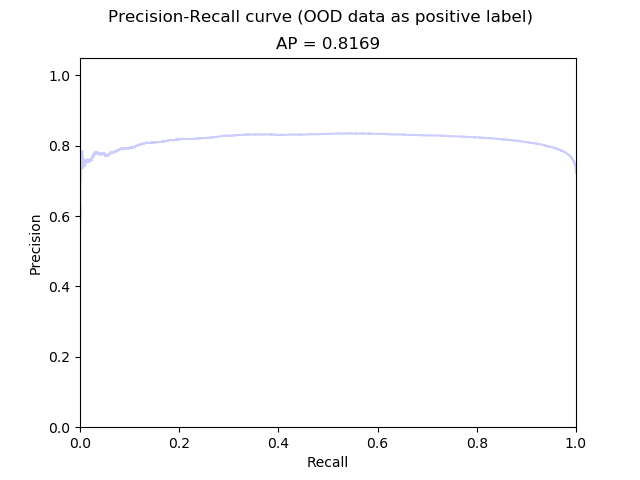 Precision-Recall curve (OOD data as positive label)
AP = 0.8169
1.0
0.8
0.6
0.4
0.2
0.0
Precision
0.0 0.2 0.4 0.6 0.8 1.0
Recall